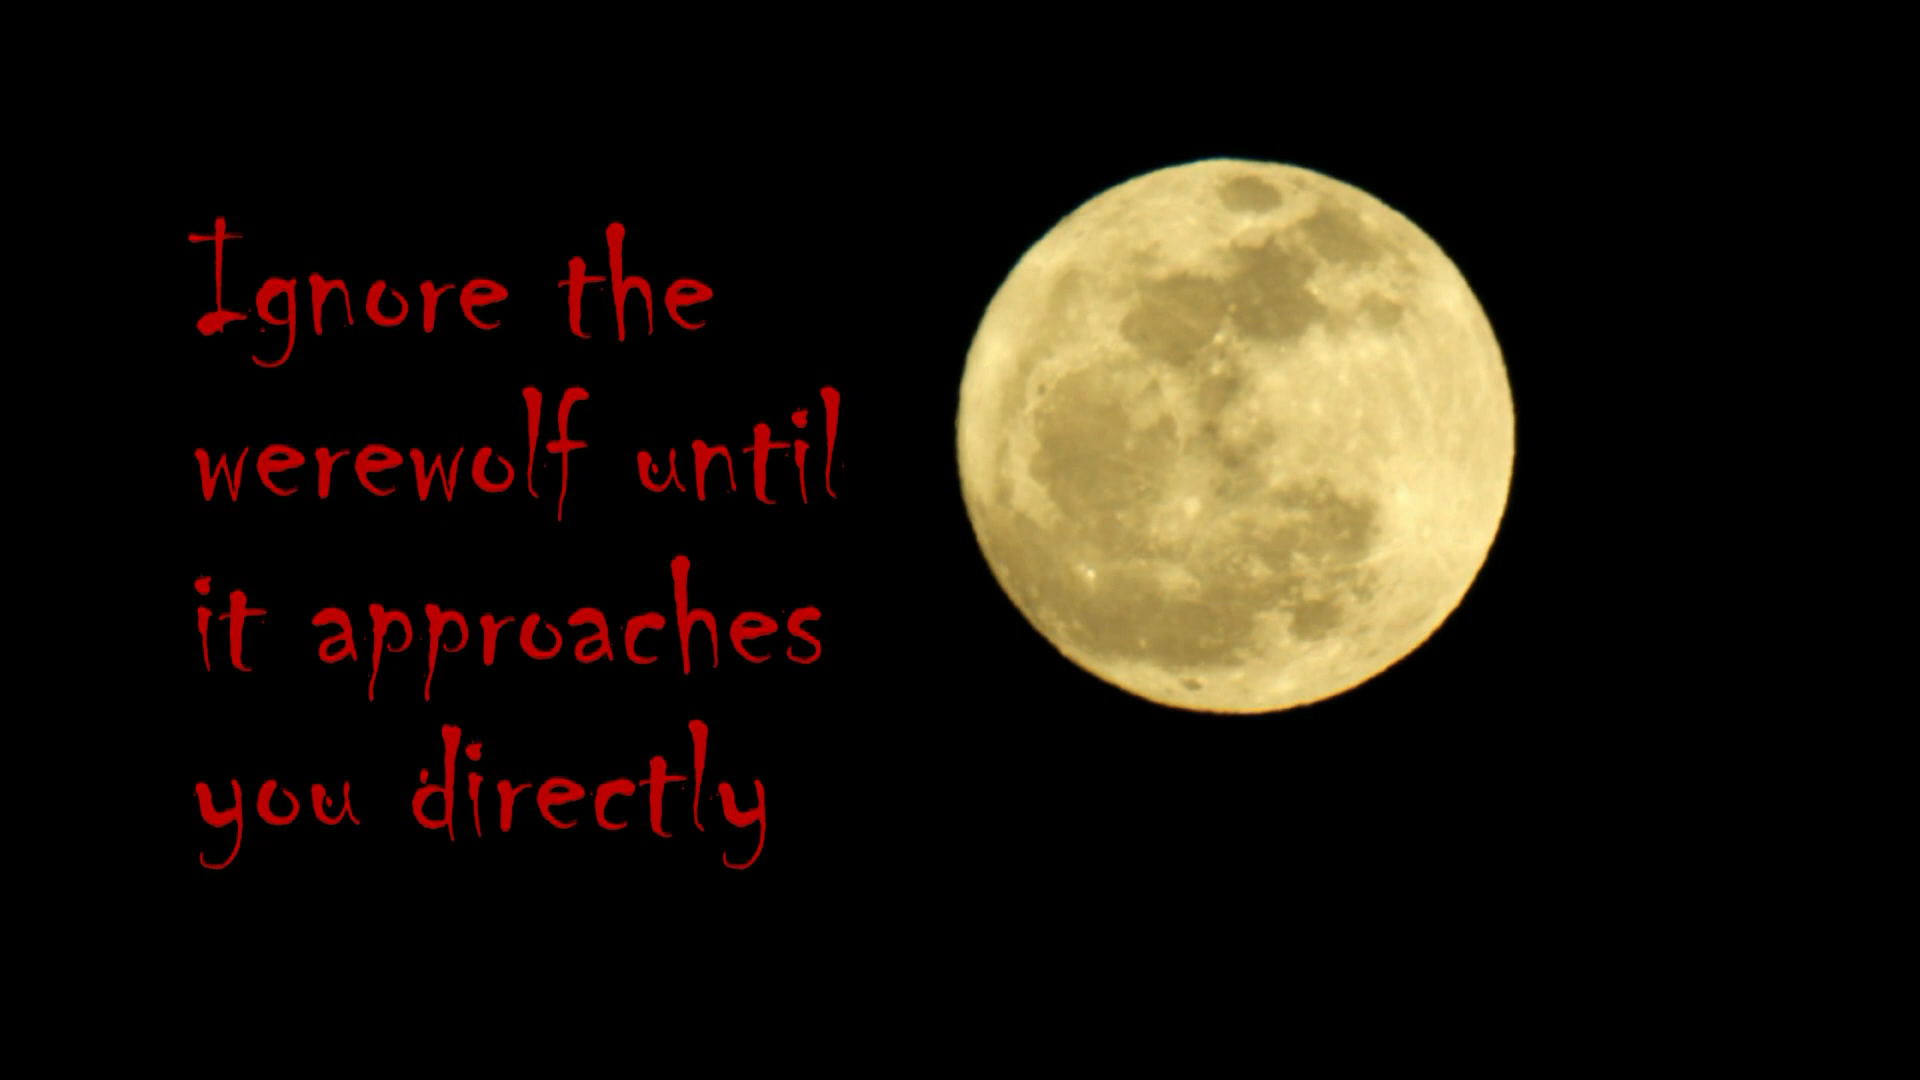 Ignore the
werewolf until
it approaches
you directly